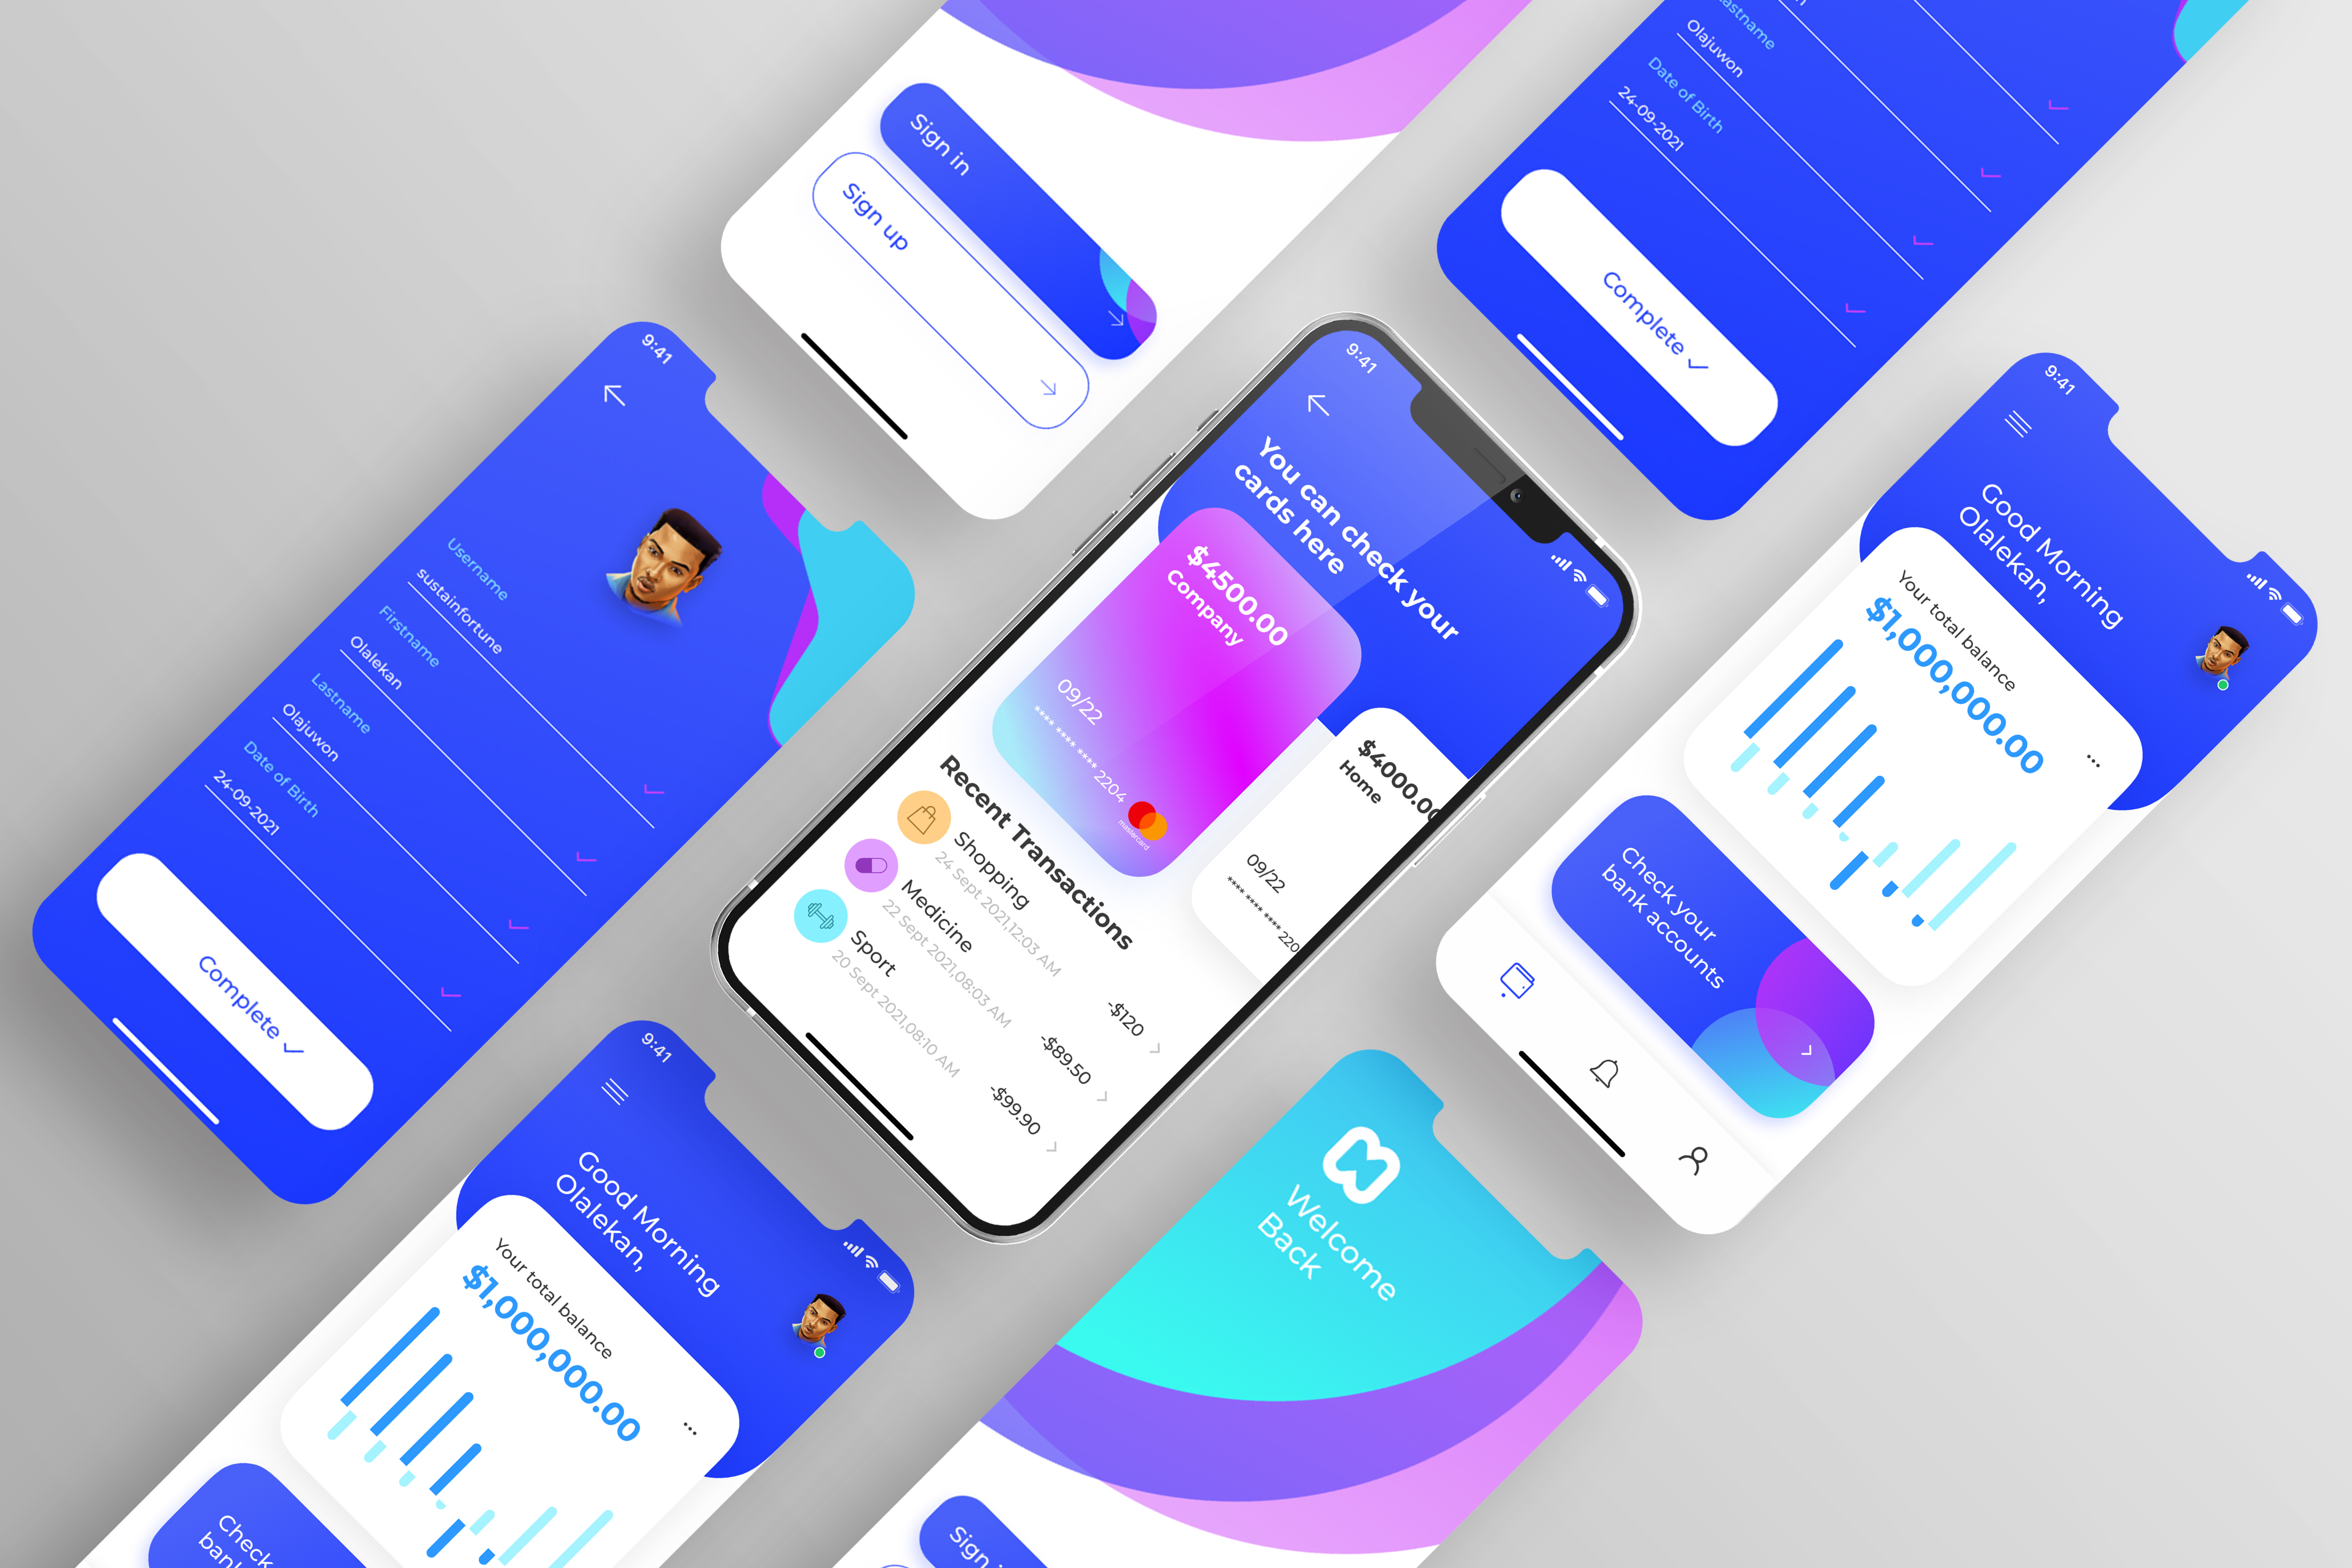 Sign in
Sign up
Lastname
Olajuwon
Date of Birth
24-09-2021
Complete
9:41
Username
sustainfortune
Firstname
Olalekan
Lastname
Olajuwon
Date of Birth
24-09-2021
Complete
9:41
You can check your
cards here
$4500.00
Company
09/22
**** **** **** 2204
mastercard
$4000.00
Home
09/22
**** **** **** 220
Recent Transactions
Shopping
24 Sept 2021,12:03 AM
-$120
Medicine
22 Sept 2021,08:03 AM
-$89.50
Sport
20 Sept 2021,08:10 AM
-$99.90
9:41
Good Morning
Olalekan,
Your total balance
$1,000,000.00
Check your
bank accounts
9:41
Good Morning
Olalekan,
Your total balance
$1,000,000.00
Check
Welcome
Back
Sign